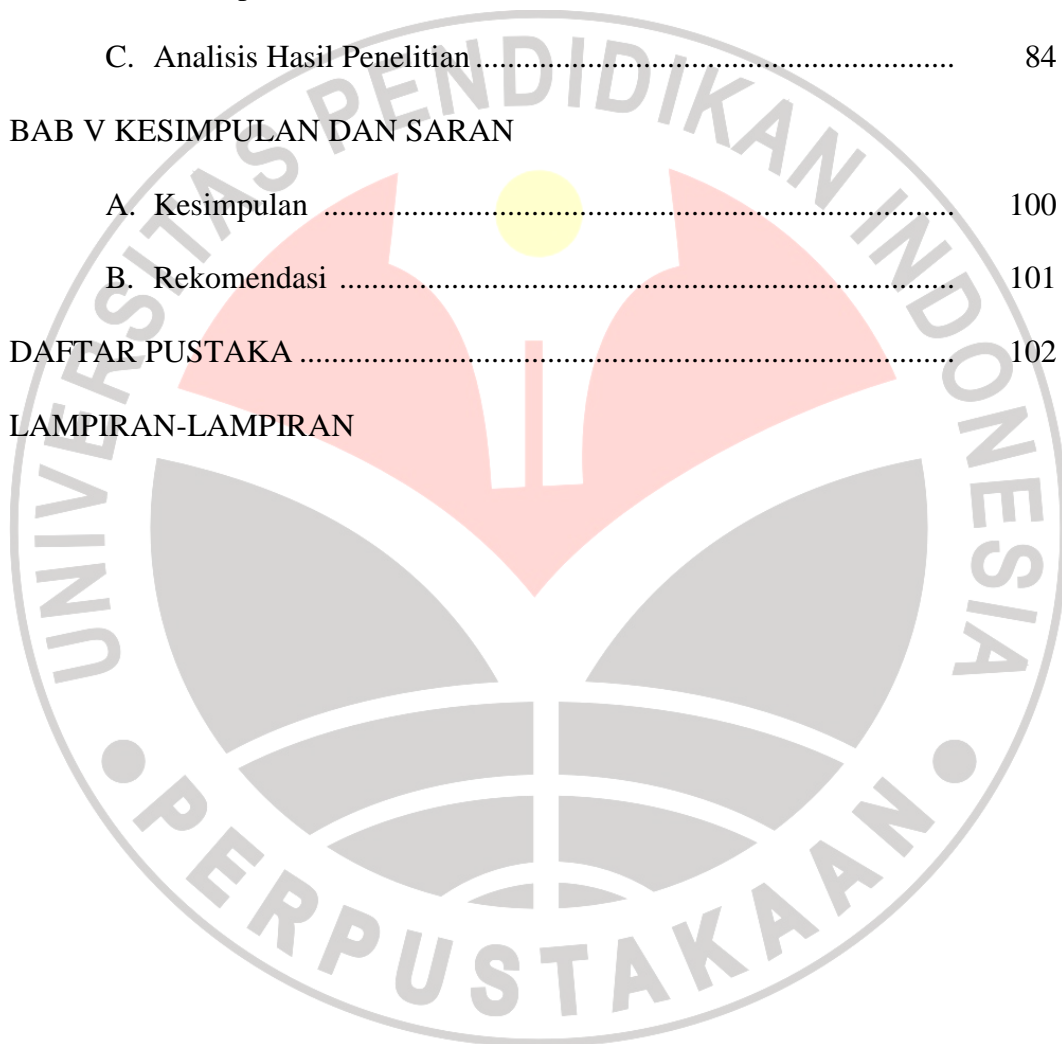 C. Analisis Hasil Penelitian .......................................................... 84
BAB V KESIMPULAN DAN SARAN
A. Kesimpulan ............................................................................. 100
B. Rekomendasi ........................................................................... 101
DAFTAR PUSTAKA ................................................................................ 102
LAMPIRAN-LAMPIRAN
UNIVERSITAS PENDIDIKAN INDONESIA
PERPUSTAKAAN